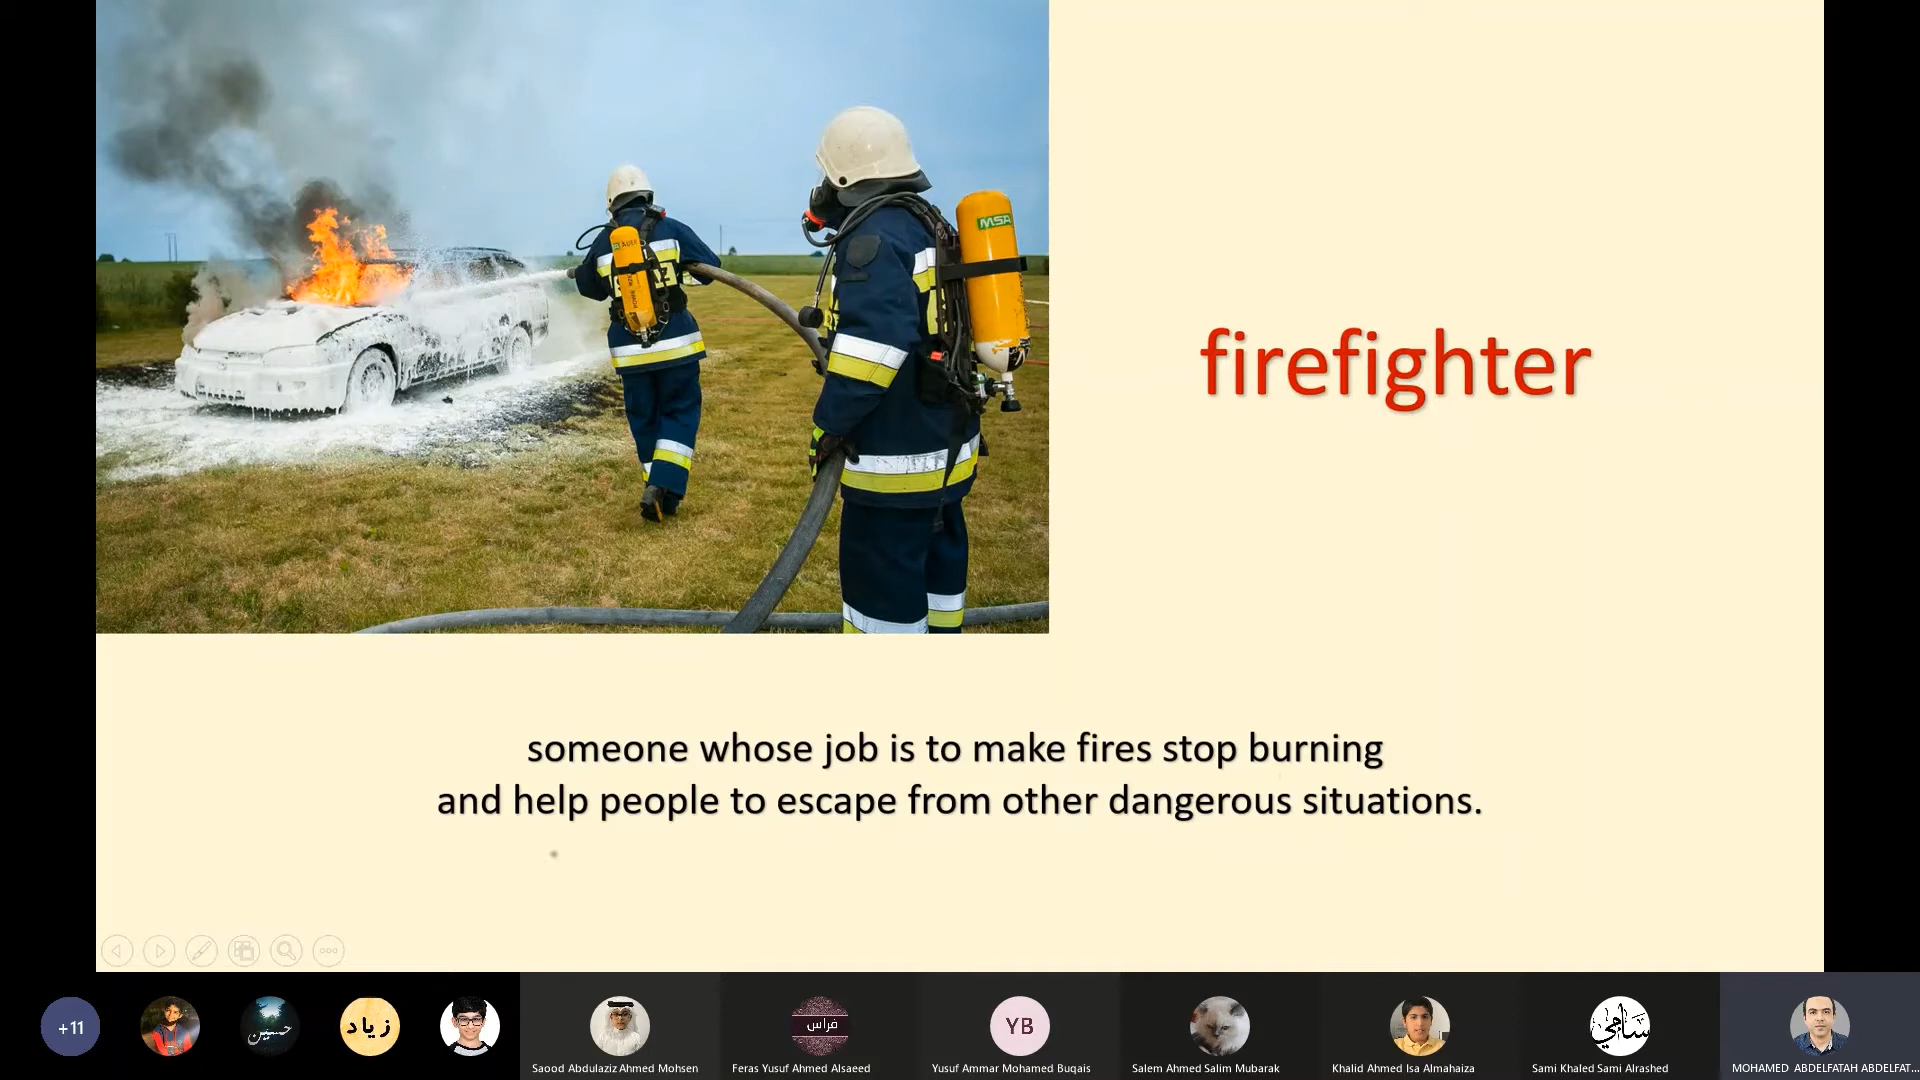 MSA
firefighter
someone whose job is to make fires stop burning
and help people to escape from other dangerous situations.
+11
حسين
زياد
فراس
YB
سامي
Saood Abdulaziz Ahmed Mohsen
Feras Yusuf Ahmed Alsaeed
Yusuf Ammar Mohamed Buqais
Salem Ahmed Salim Mubarak
Khalid Ahmed Isa Almahaiza
Sami Khaled Sami Alrashed
MOHAMED ABDELFATAH ABDELFAT...